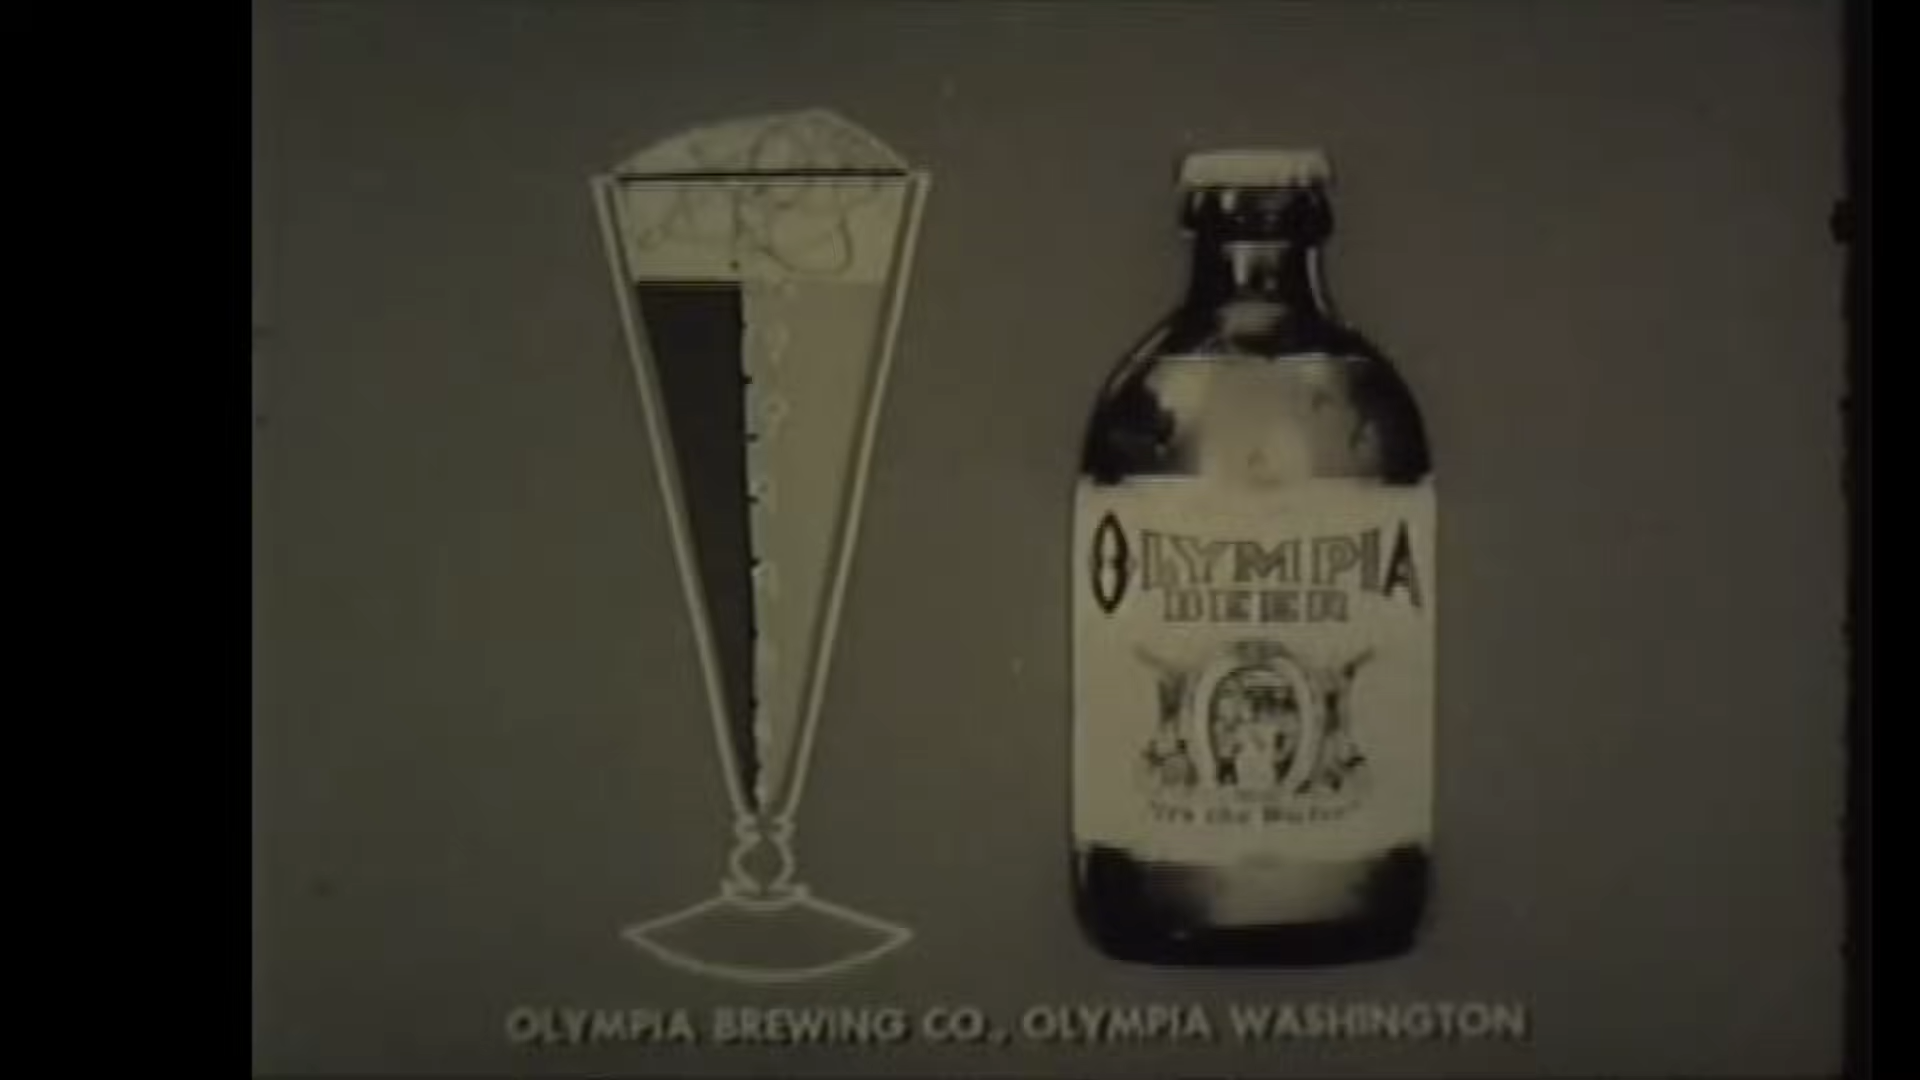 OLYMPIA
BEER
"It's the Water"
OLYMPIA BREWING CO., OLYMPIA WASHINGTON